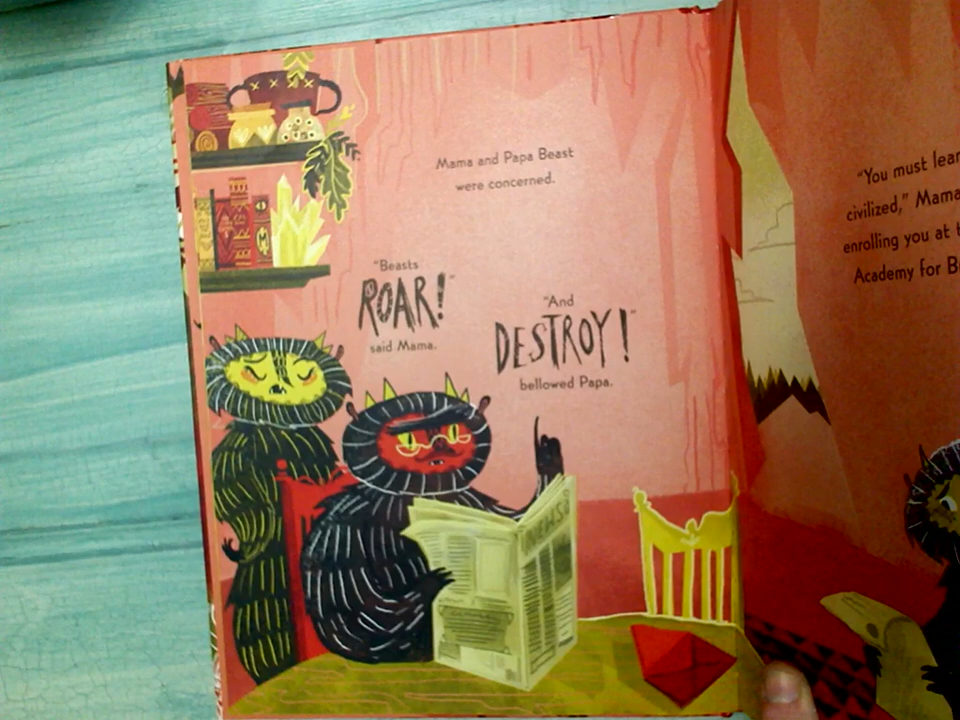 Mama and Papa Beast
were concerned.
"Beasts
ROAR!"
said Mama.
"And
DESTROY!"
bellowed Papa.
NEWS
"You must
civilized," Mama
enrolling you at
Academy for